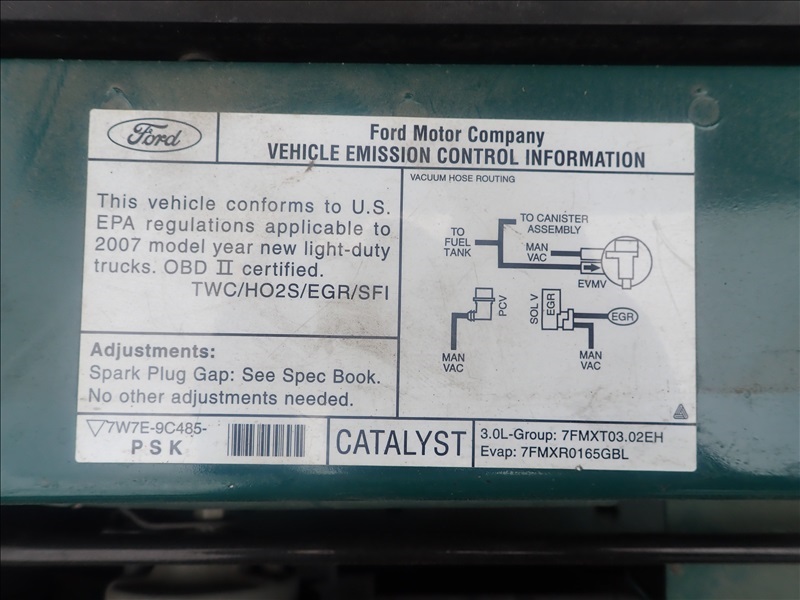 Ford
Ford Motor Company
VEHICLE EMISSION CONTROL INFORMATION
This vehicle conforms to U.S.
EPA regulations applicable to
2007 model year new light-duty
trucks. OBD II certified.
TWC/HO2S/EGR/SFI
Adjustments:
Spark Plug Gap: See Spec Book.
No other adjustments needed.
VACUUM HOSE ROUTING
TO CANISTER
ASSEMBLY
TO
FUEL
TANK
MAN
VAC
EVMV
PCV
MAN
VAC
SOL V
EGR
EGR
MAN
VAC
7W7E-9C485-
PSK
CATALYST
3.0L-Group: 7FMXT03.02EH
Evap: 7FMXR0165GBL